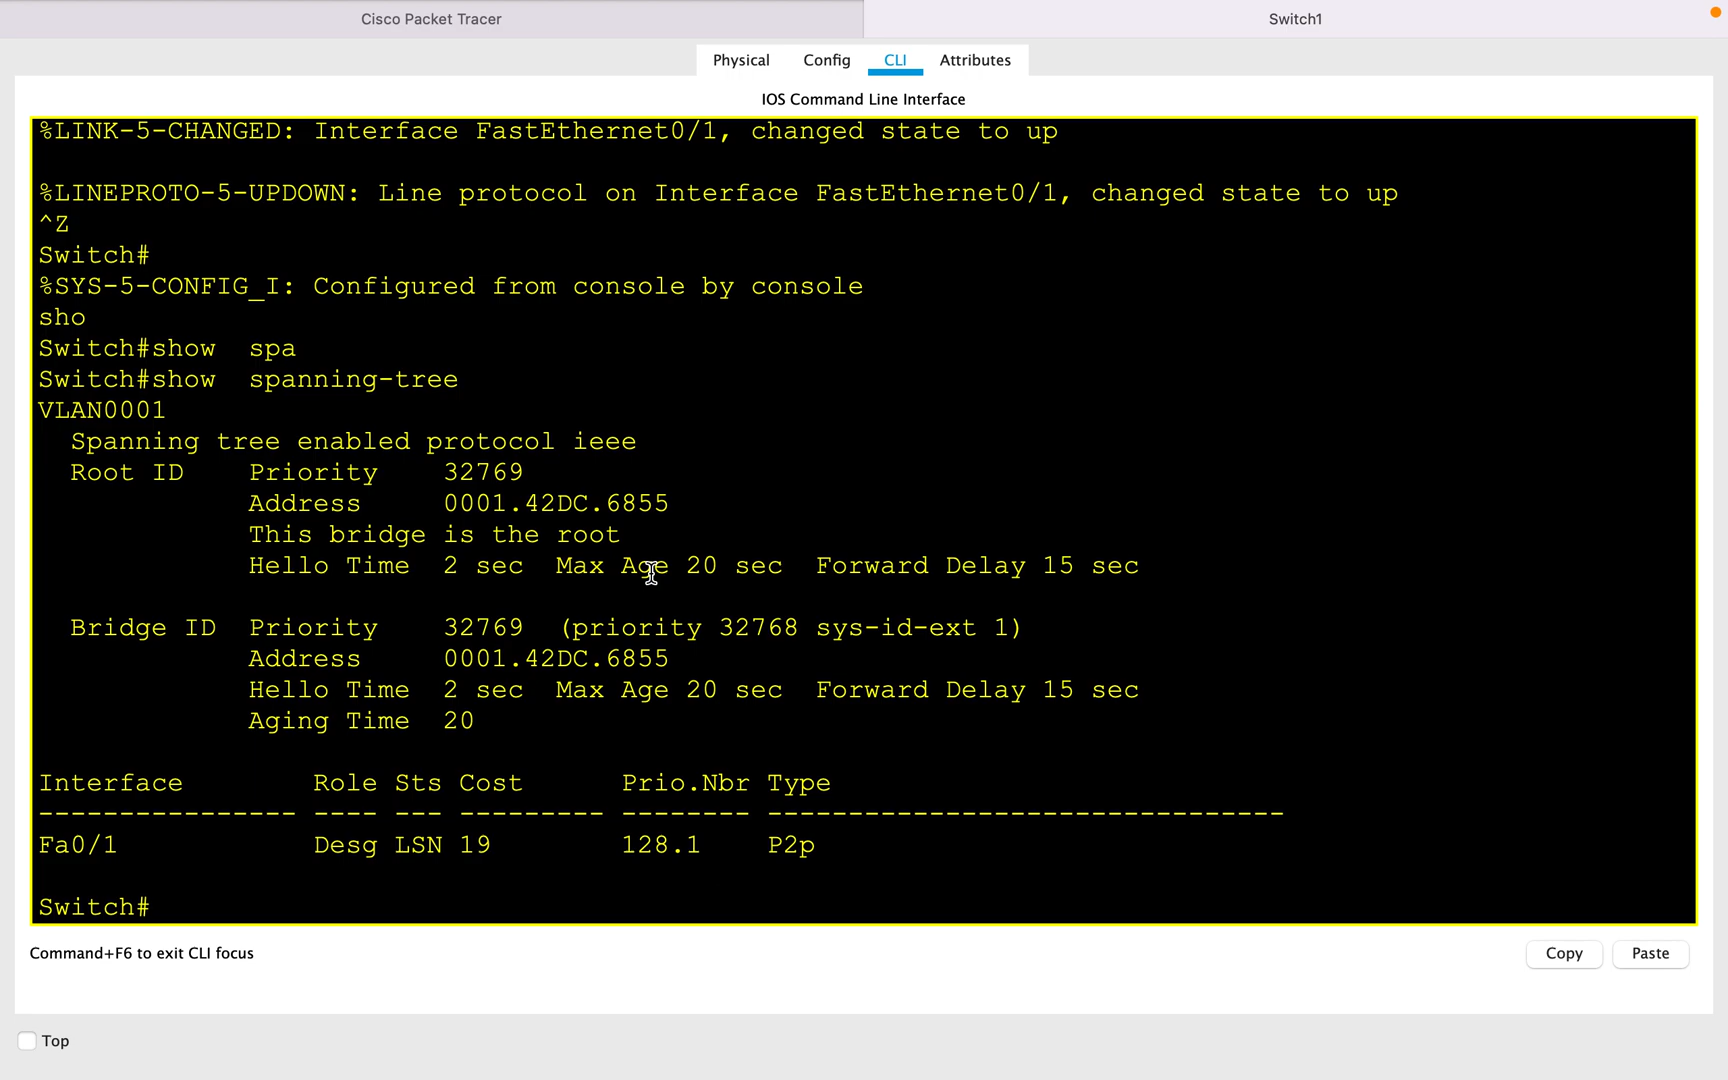 Cisco Packet Tracer
Switch1
Physical Config CLI Attributes
IOS Command Line Interface
%LINK-5-CHANGED: Interface FastEthernet0/1, changed state to up
%LINEPROTO-5-UPDOWN: Line protocol on Interface FastEthernet0/1, changed state to up
^Z
Switch#
%SYS-5-CONFIG_I: Configured from console by console
sho
Switch#show  spa
Switch#show  spanning-tree
VLAN0001
  Spanning tree enabled protocol ieee
  Root ID    Priority    32769
             Address     0001.42DC.6855
             This bridge is the root
             Hello Time  2 sec  Max Age 20 sec  Forward Delay 15 sec
  Bridge ID  Priority    32769  (priority 32768 sys-id-ext 1)
             Address     0001.42DC.6855
             Hello Time  2 sec  Max Age 20 sec  Forward Delay 15 sec
             Aging Time  20
Interface        Role Sts Cost      Prio.Nbr Type
---------------- ---- --- --------- -------- --------------------------------
Fa0/1            Desg LSN 19        128.1    P2p
Switch#
Command+F6 to exit CLI focus
Copy
Paste
Top